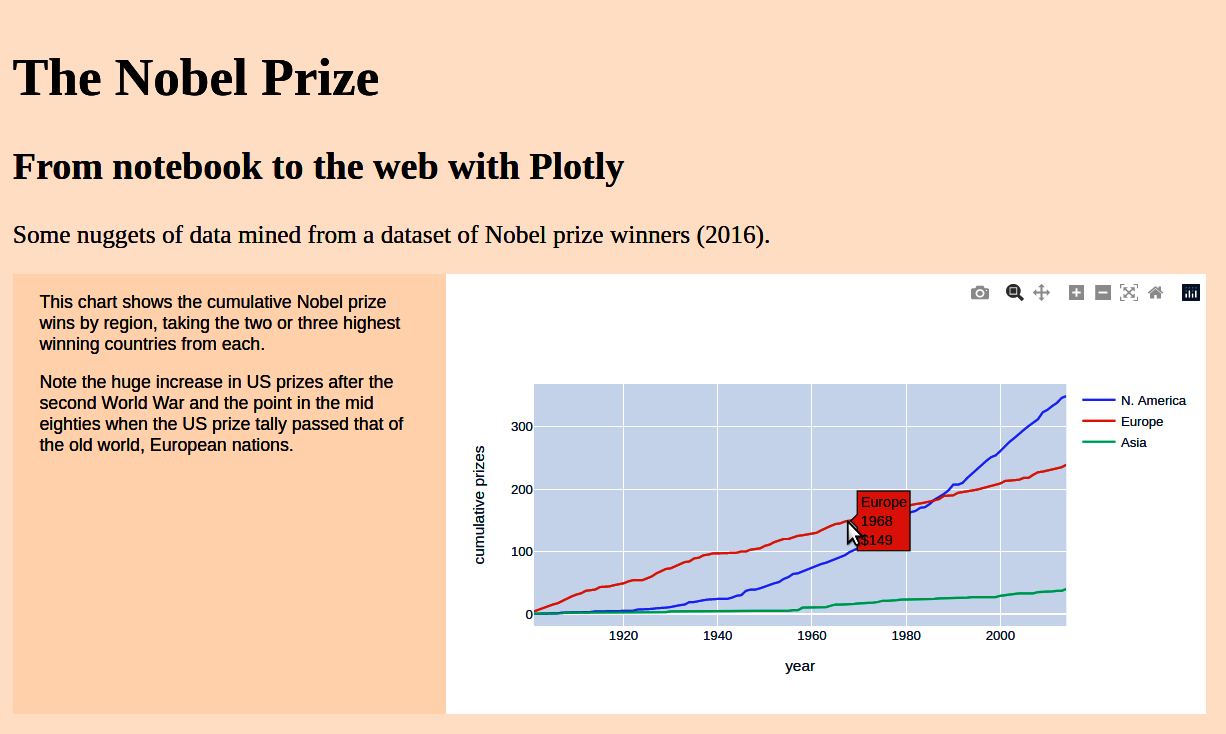 The Nobel Prize
From notebook to the web with Plotly
Some nuggets of data mined from a dataset of Nobel prize winners (2016).
This chart shows the cumulative Nobel prize
wins by region, taking the two or three highest
winning countries from each.
Note the huge increase in US prizes after the
second World War and the point in the mid
eighties when the US prize tally passed that of
the old world, European nations.
cumulative prizes
300
200
100
0
Europe
1968
$149
1920
1940
1960
1980
2000
year
N. America
Europe
Asia